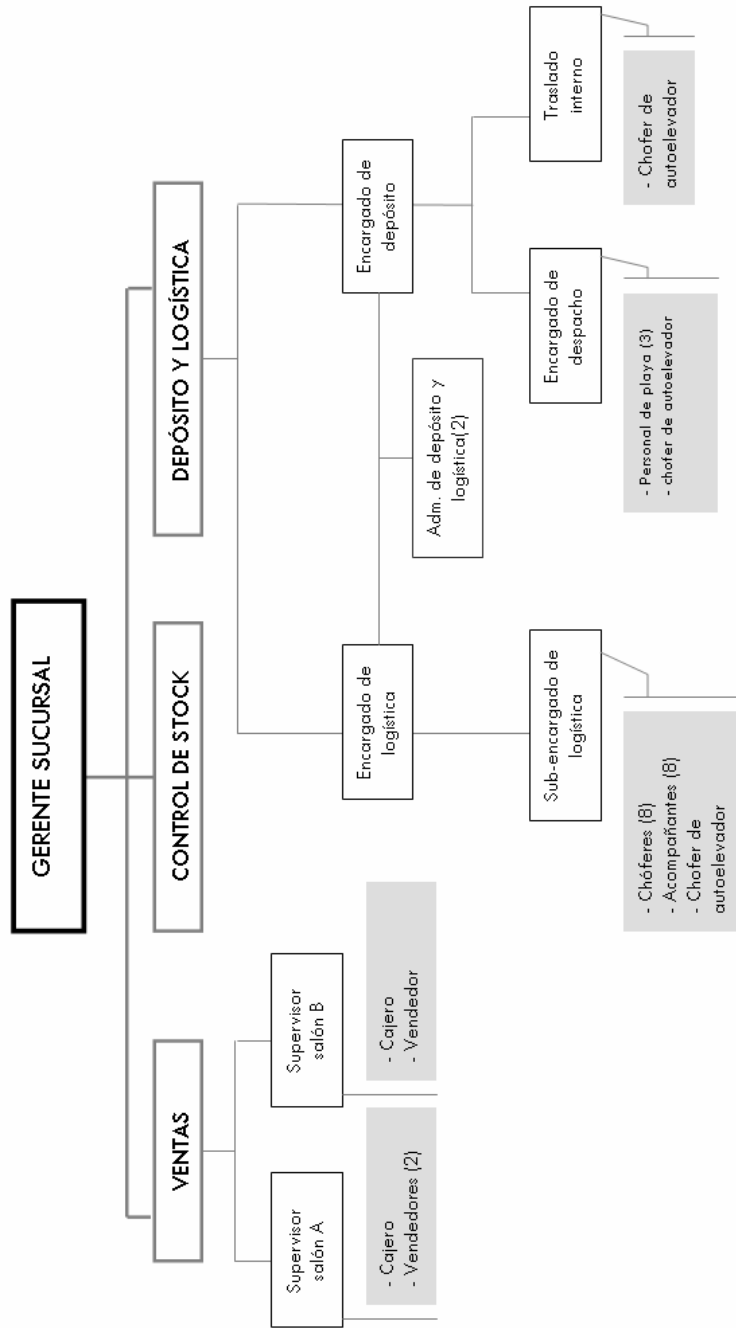 GERENTE SUCURSAL
VENTAS
CONTROL DE STOCK
DEPÓSITO Y LOGÍSTICA
Supervisor
salón A
Supervisor
salón B
- Cajero
- Vendedores (2)
- Cajero
- Vendedor
Encargado de
logística
Encargado de
depósito
Adm. de depósito y
logística(2)
Sub-encargado de
logística
Encargado de
despacho
Traslado
interno
- Chóferes (8)
- Acompañantes (8)
- Chofer de
autoelevador
- Personal de playa (3)
- chofer de autoelevador
- Chofer de
autoelevador